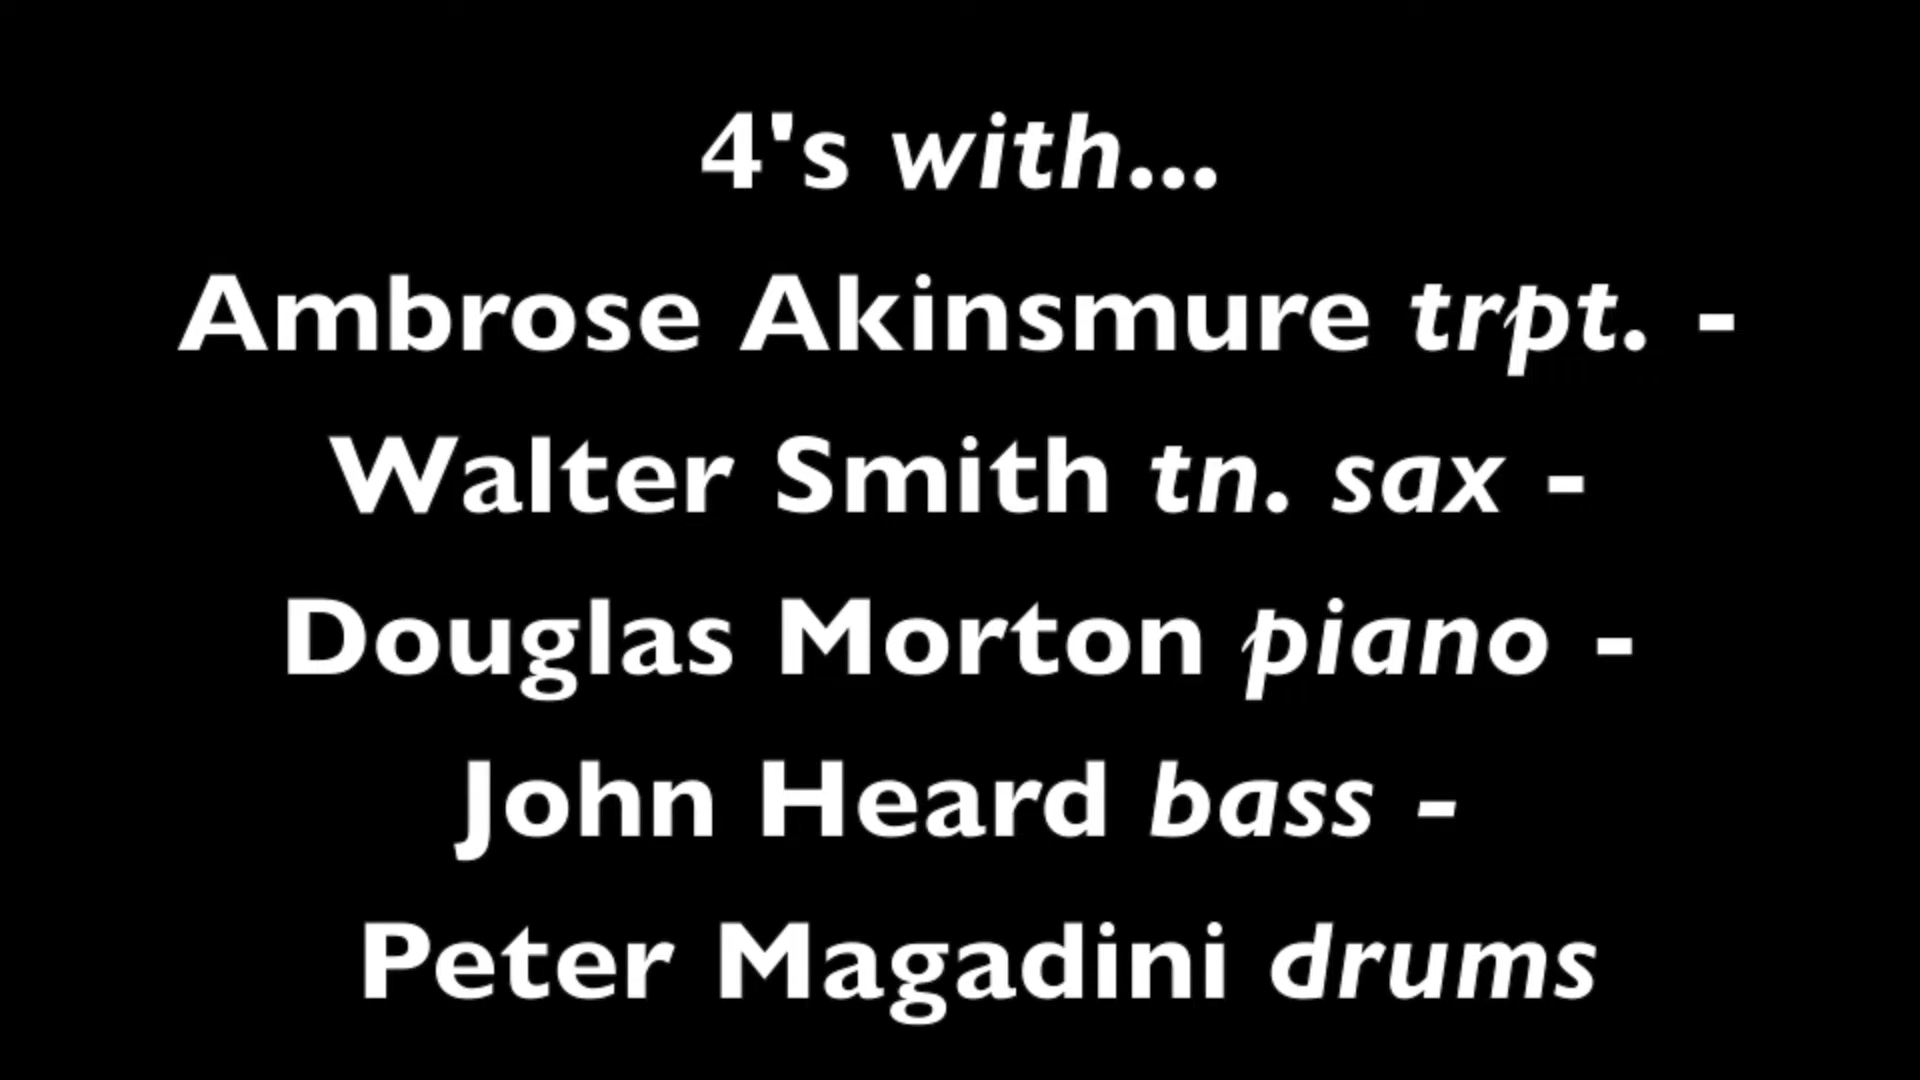 4's with...
Ambrose Akinsmure trpt. -
Walter Smith tn. sax -
Douglas Morton piano -
John Heard bass -
Peter Magadini drums